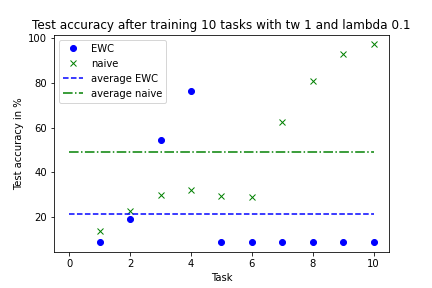 Test accuracy after training 10 tasks with tw 1 and lambda 0.1
100
80
60
40
20
Test accuracy in %
EWC
naive
average EWC
average naive
0 2 4 6 8 10
Task